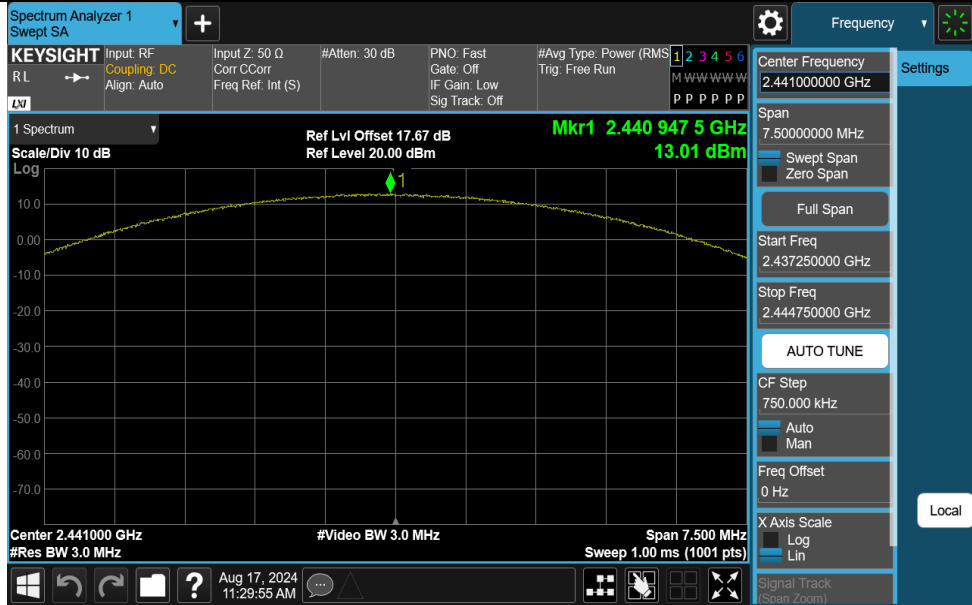 Spectrum Analyzer 1
Swept SA
Frequency
KEYSIGHT
R L
LXI
Input: RF
Coupling: DC
Align: Auto
Input Z: 50 Ω
Corr CCorr
Freq Ref: Int (S)
#Atten: 30 dB
PNO: Fast
Gate: Off
IF Gain: Low
Sig Track: Off
#Avg Type: Power (RMS
Trig: Free Run
1 2 3 4 5 6
M W W W W W
P P P P P P
1 Spectrum
Scale/Div 10 dB
Log
Ref Lvl Offset 17.67 dB
Ref Level 20.00 dBm
Mkr1 2.440 947 5 GHz
13.01 dBm
1
10.0
0.00
-10.0
-20.0
-30.0
-40.0
-50.0
-60.0
-70.0
Center 2.441000 GHz
#Res BW 3.0 MHz
#Video BW 3.0 MHz
Span 7.500 MHz
Sweep 1.00 ms (1001 pts)
Aug 17, 2024
11:29:55 AM
?
Center Frequency
2.441000000 GHz
Span
7.50000000 MHz
Swept Span
Zero Span
Full Span
Start Freq
2.437250000 GHz
Stop Freq
2.444750000 GHz
AUTO TUNE
CF Step
750.000 kHz
Auto
Man
Freq Offset
0 Hz
X Axis Scale
Log
Lin
Signal Track
(Span Zoom)
Settings
Local